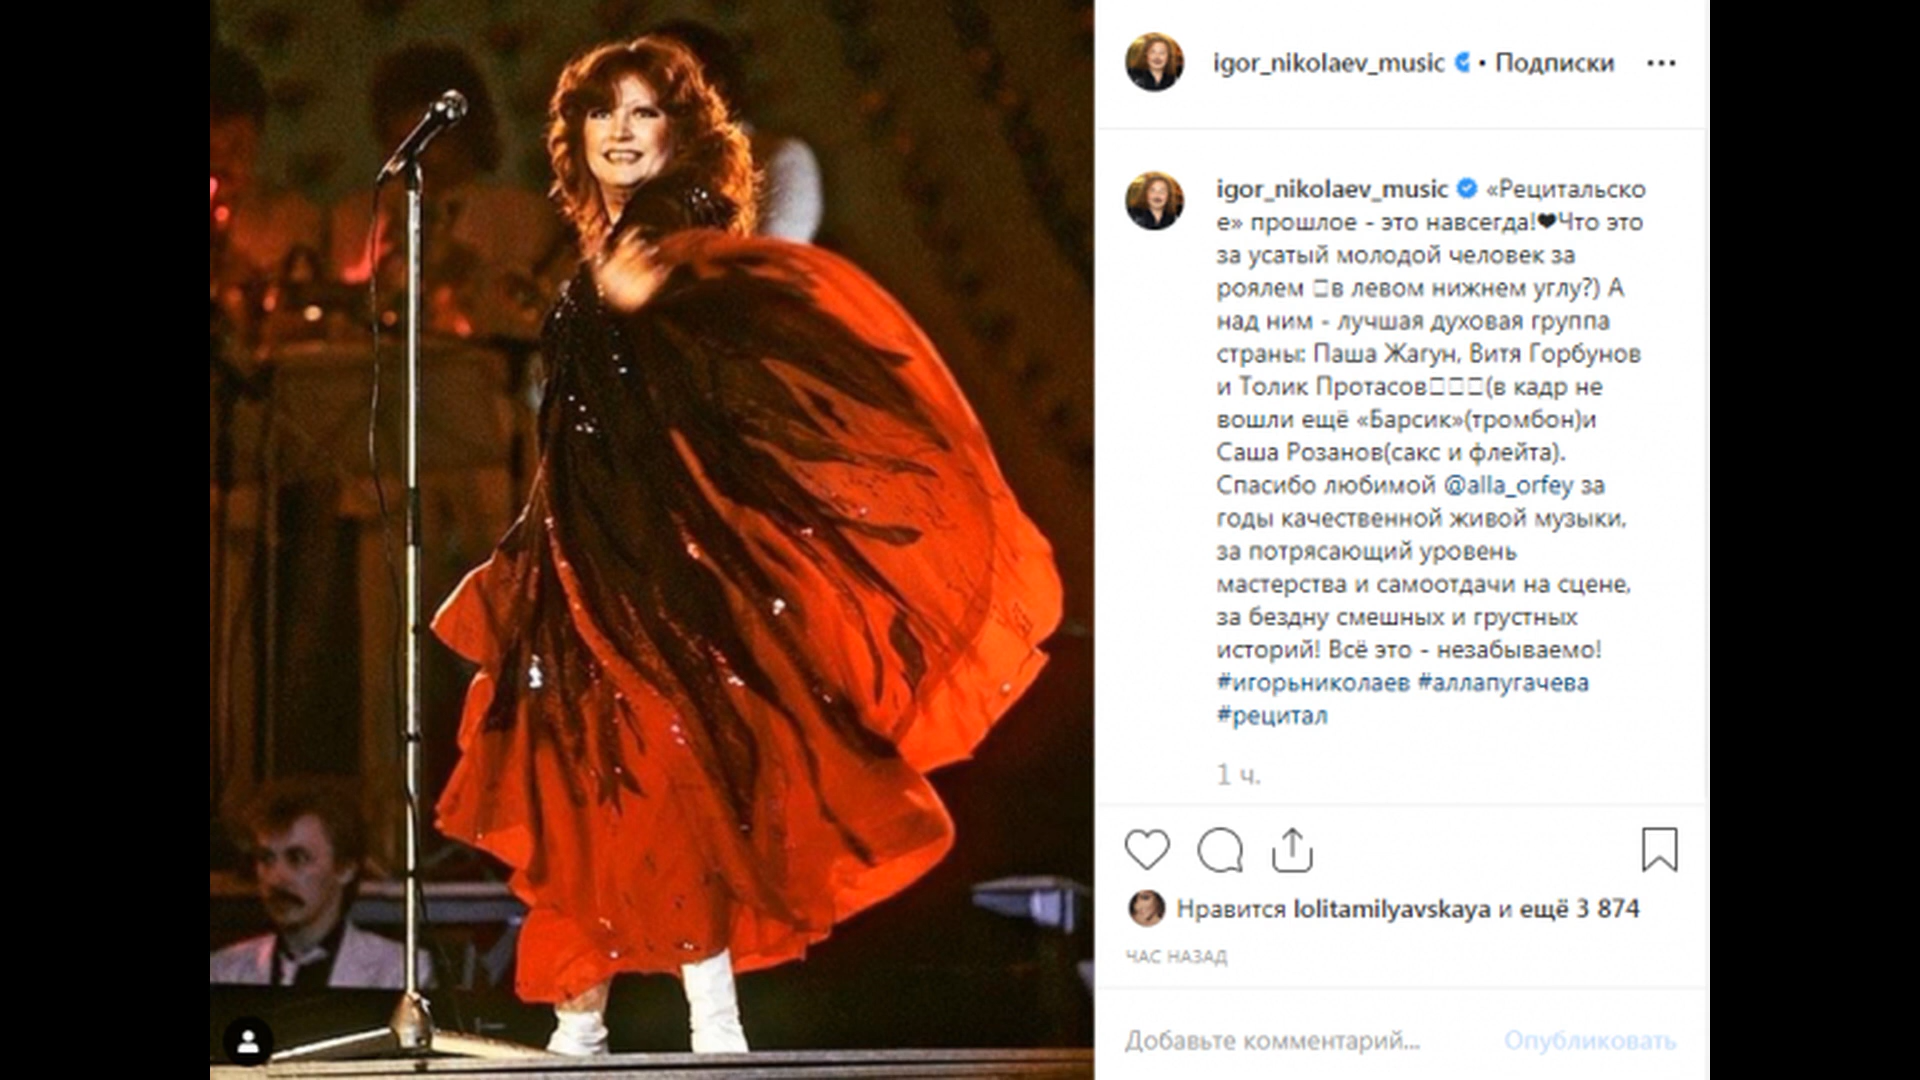 igor_nikolaev_music • Подписки
igor_nikolaev_music «Рецитальско
е» прошлое - это навсегда!❤Что это
за усатый молодой человек за
роялем □в левом нижнем углу?) А
над ним - лучшая духовая группа
страны: Паша Жагун, Витя Горбунов
и Толик Протасов□□□(в кадр не
вошли ещё «Барсик»(тромбон)и
Саша Розанов(сакс и флейта).
Спасибо любимой @alla_orfey за
годы качественной живой музыки,
за потрясающий уровень
мастерства и самоотдачи на сцене,
за бездну смешных и грустных
историй! Всё это - незабываемо!
#игорьниколаев #аллапугачева
#рецитал
1 ч.
Нравится lolitamilyavskaya и ещё 3 874
ЧАС НАЗАД
Добавьте комментарий... Опубликовать